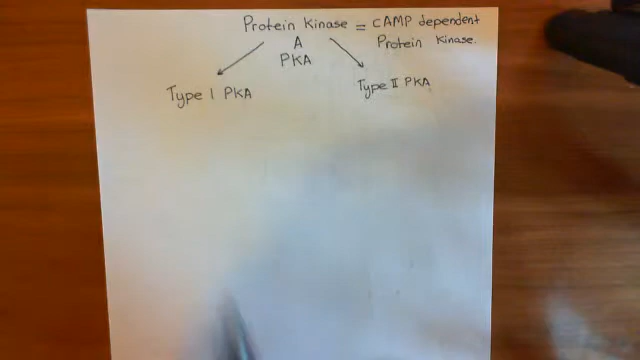 Protein Kinase = CAMP dependent
A Protein Kinase.
PKA
Type I PKA Type II PKA